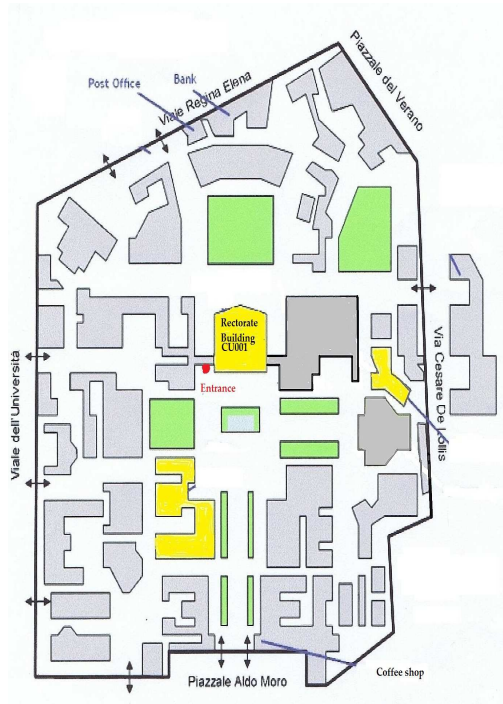 Piazzale del Verano
Viale Regina Elena
Bank
Post Office
Rectorate
Building
CU001
Entrance
Viale dell'Università
Via Cesare De Lollis
Coffee shop
Piazzale Aldo Moro